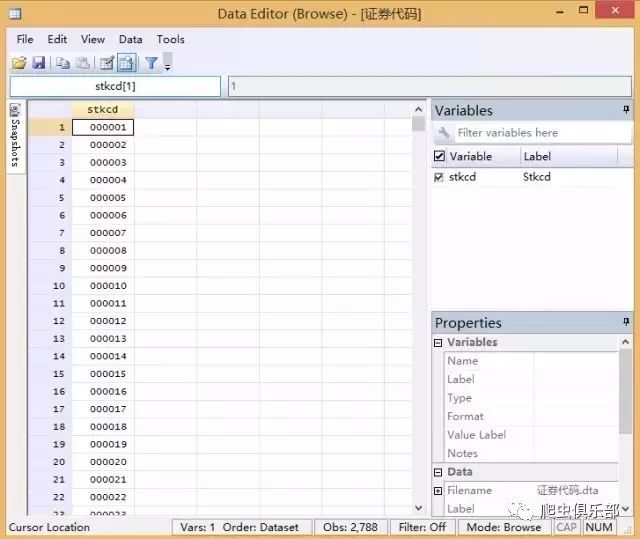 Data Editor (Browse) - [证券代码]
File Edit View Data Tools
stkcd[1] 1
Snapshots
stkcd
1 000001
2 000002
3 000003
4 000004
5 000005
6 000006
7 000007
8 000008
9 000009
10 000010
11 000011
12 000012
13 000013
14 000014
15 000015
16 000016
17 000017
18 000018
19 000019
20 000020
21 000021
22 000022
23 000023
Variables
Filter variables here
Variable Label
stkcd Stkcd
Properties
Variables
Name
Label
Type
Format
Value Label
Notes
Data
Filename 证券代码.dta
Label
爬虫俱乐部
Cursor Location Vars: 1 Order: Dataset Obs: 2,788 Filter: Off Mode: Browse CAP NUM